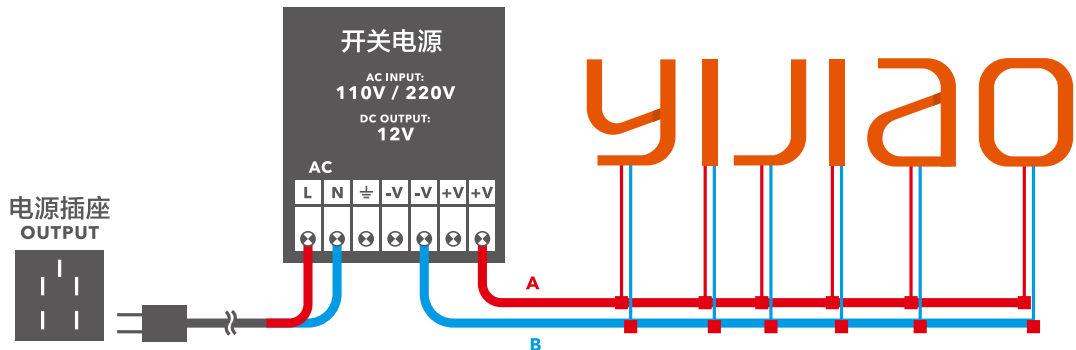 开关电源
AC INPUT:
110V / 220V
DC OUTPUT:
12V
AC
L N ⏚ -V -V +V +V
电源插座
OUTPUT
YIJIAO
A
B